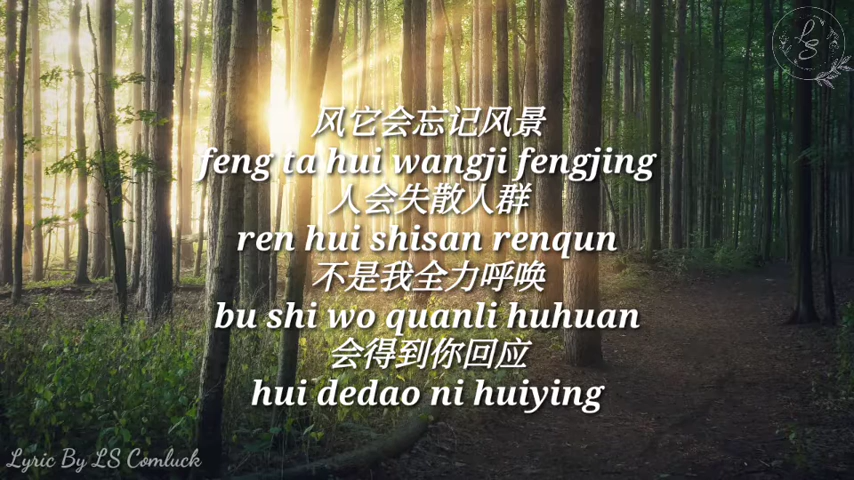 LS
风它会忘记风景
feng ta hui wangji fengjing
人会失散人群
ren hui shisan renqun
不是我全力呼唤
bu shi wo quanli huhuan
会得到你回应
hui dedao ni huiying
Lyric By LS Comluck